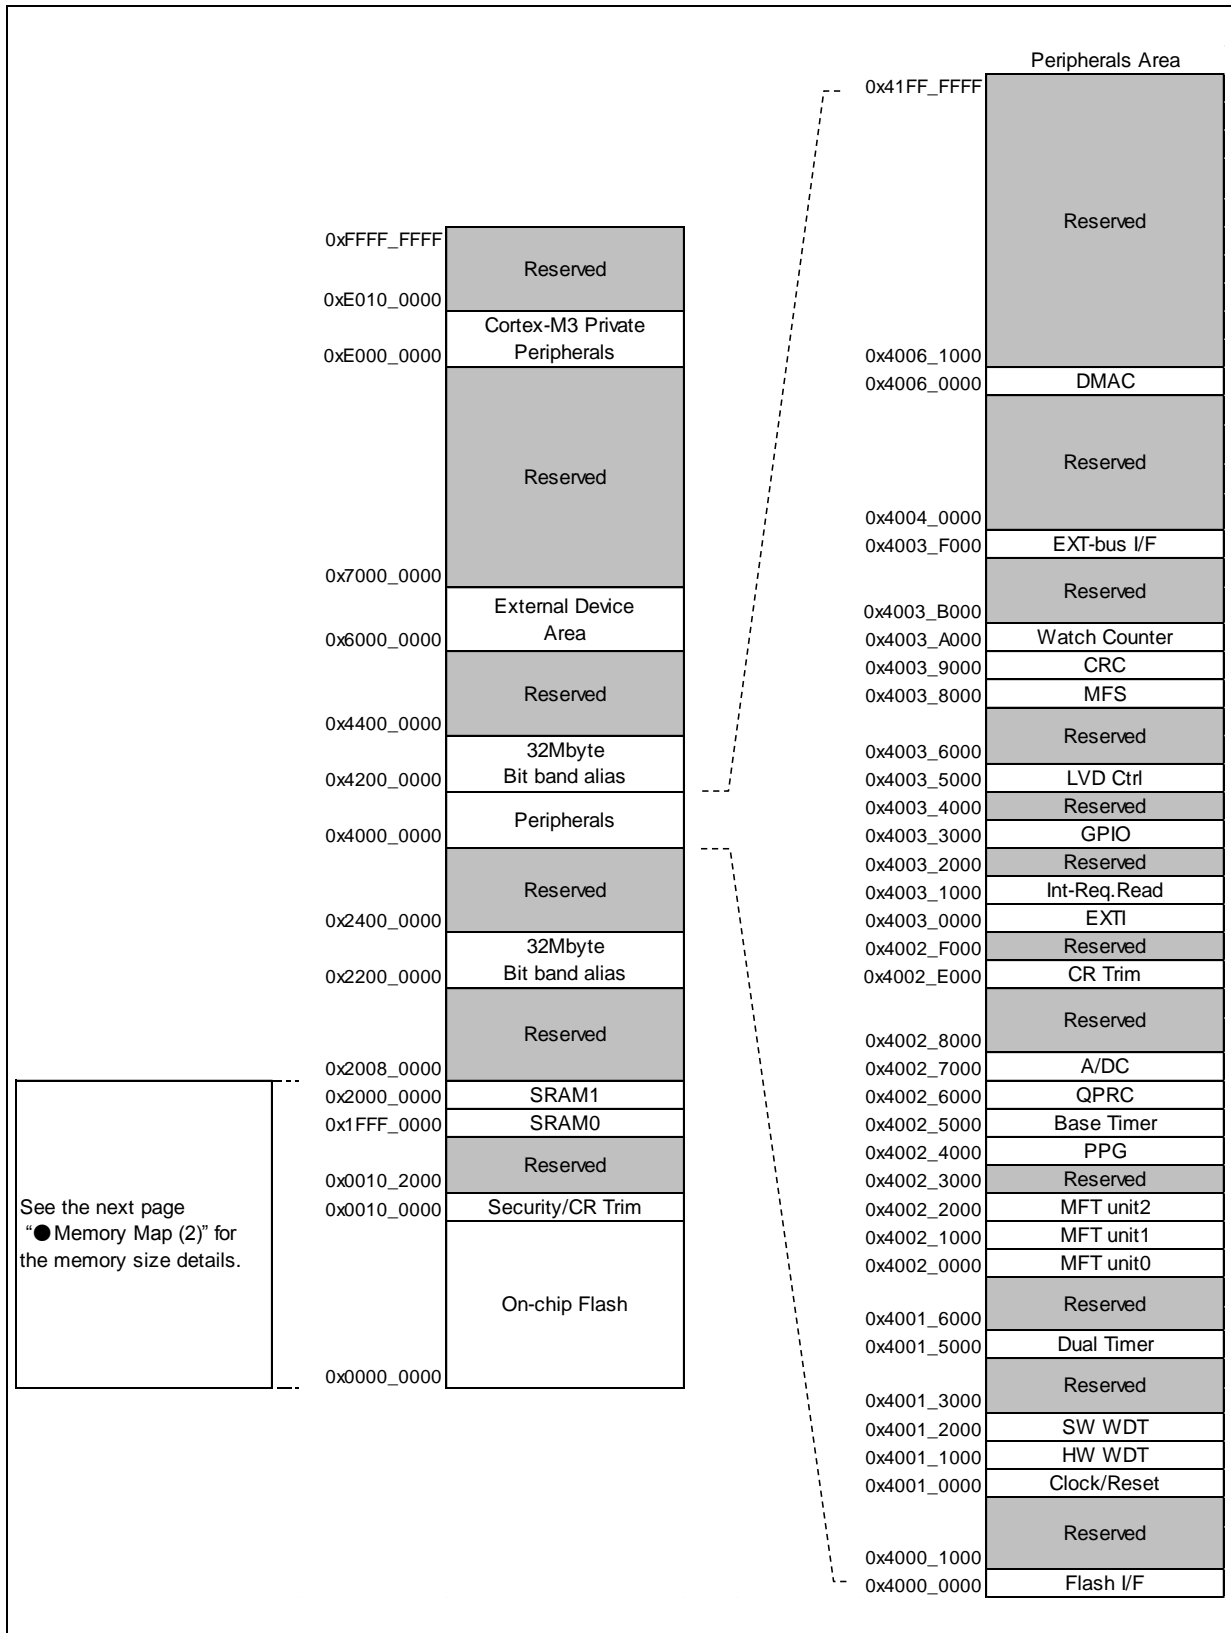 Peripherals Area
0x41FF_FFFF
Reserved
0xFFFF_FFFF
Reserved
0xE010_0000
Cortex-M3 Private
Peripherals
0xE000_0000
0x4006_1000
0x4006_0000
DMAC
Reserved
Reserved
0x4004_0000
0x4003_F000
EXT-bus I/F
0x7000_0000
Reserved
External Device
Area
0x4003_B000
0x6000_0000
0x4003_A000
Watch Counter
0x4003_9000
CRC
Reserved
0x4003_8000
MFS
0x4400_0000
Reserved
32Mbyte
Bit band alias
0x4003_6000
0x4200_0000
0x4003_5000
LVD Ctrl
0x4003_4000
Reserved
Peripherals
0x4000_0000
0x4003_3000
GPIO
0x4003_2000
Reserved
Reserved
0x4003_1000
Int-Req.Read
0x2400_0000
0x4003_0000
EXTI
32Mbyte
Bit band alias
0x4002_F000
Reserved
0x2200_0000
0x4002_E000
CR Trim
Reserved
Reserved
0x4002_8000
0x2008_0000
0x4002_7000
A/DC
0x2000_0000
SRAM1
0x4002_6000
QPRC
0x1FFF_0000
SRAM0
0x4002_5000
Base Timer
0x4002_4000
PPG
Reserved
0x0010_2000
0x4002_3000
Reserved
See the next page
“●Memory Map (2)” for
the memory size details.
0x0010_0000
Security/CR Trim
0x4002_2000
MFT unit2
0x4002_1000
MFT unit1
0x4002_0000
MFT unit0
On-chip Flash
Reserved
0x4001_6000
0x4001_5000
Dual Timer
0x0000_0000
Reserved
0x4001_3000
0x4001_2000
SW WDT
0x4001_1000
HW WDT
0x4001_0000
Clock/Reset
Reserved
0x4000_1000
0x4000_0000
Flash I/F